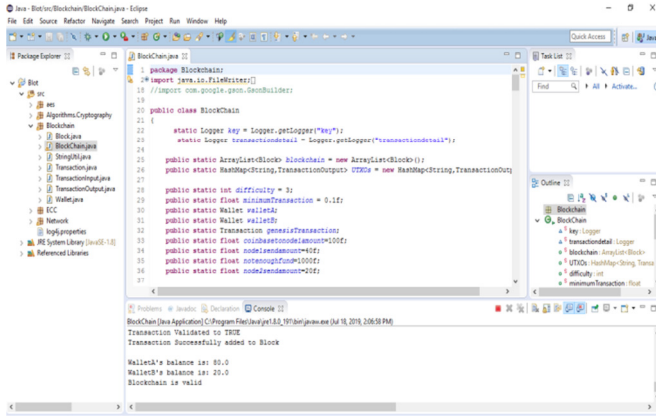 Java - Blot/src/Blockchain/BlockChain.java - Eclipse
File Edit Source Refactor Navigate Search Project Run Window Help
Quick Access
Java
Package Explorer
Blot
src
aes
Algorithms.Cryptography
Blockchain
Block.java
BlockChain.java
StringUtil.java
Transaction.java
TransactionInput.java
TransactionOutput.java
Wallet.java
ECC
Network
log4j.properties
JRE System Library [JavaSE-1.8]
Referenced Libraries
BlockChain.java
1 package Blockchain;
2 import java.io.FileWriter;
18 //import com.google.gson.GsonBuilder;
19
20 public class BlockChain
21 {
22 static Logger key = Logger.getLogger("key");
23 static Logger transactiondetail = Logger.getLogger("transactiondetail");
24
25 public static ArrayList<Block> blockchain = new ArrayList<Block>();
26 public static HashMap<String,TransactionOutput> UTXOs = new HashMap<String,TransactionOutp
27
28 public static int difficulty = 3;
29 public static float minimumTransaction = 0.1f;
30 public static Wallet walletA;
31 public static Wallet walletB;
32 public static Transaction genesisTransaction;
33 public static float coinbasetonodelamount=100f;
34 public static float nodelsendamount=40f;
35 public static float notenoughfund=1000f;
36 public static float node2sendamount=20f;
37
Task List
Find
All
Activate...
Outline
Blockchain
BlockChain
key : Logger
transactiondetail : Logger
blockchain : ArrayList<Block>
UTXOs : HashMap<String, Transa
difficulty : int
minimumTransaction : float
Problems @ Javadoc Declaration Console
BlockChain [Java Application] C:\Program Files\Java\jre1.8.0_191\bin\javaw.exe (Jul 18, 2019, 2:06:58 PM)
Transaction Validated to TRUE
Transaction Successfully added to Block
WalletA's balance is: 80.0
WalletB's balance is: 20.0
Blockchain is valid